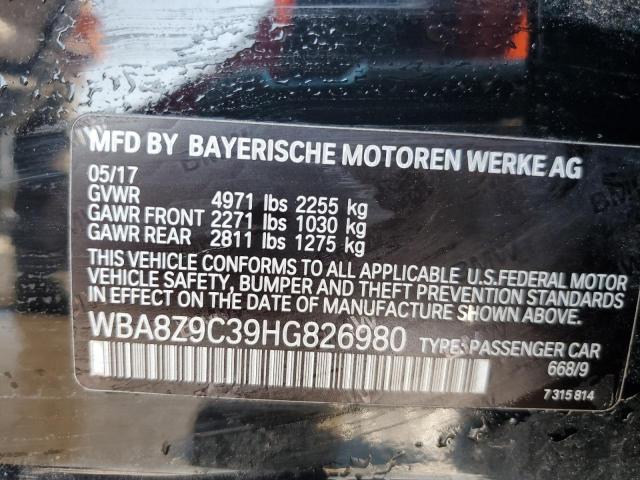 MFD BY BAYERISCHE MOTOREN WERKE AG
05/17
GVWR 4971 lbs 2255 kg
GAWR FRONT 2271 lbs 1030 kg
GAWR REAR 2811 lbs 1275 kg
THIS VEHICLE CONFORMS TO ALL APPLICABLE U.S.FEDERAL MOTOR
VEHICLE SAFETY, BUMPER AND THEFT PREVENTION STANDARDS
IN EFFECT ON THE DATE OF MANUFACTURE SHOWN ABOVE.
WBA8Z9C39HG826980 TYPE: PASSENGER CAR
668/9
7 315 814